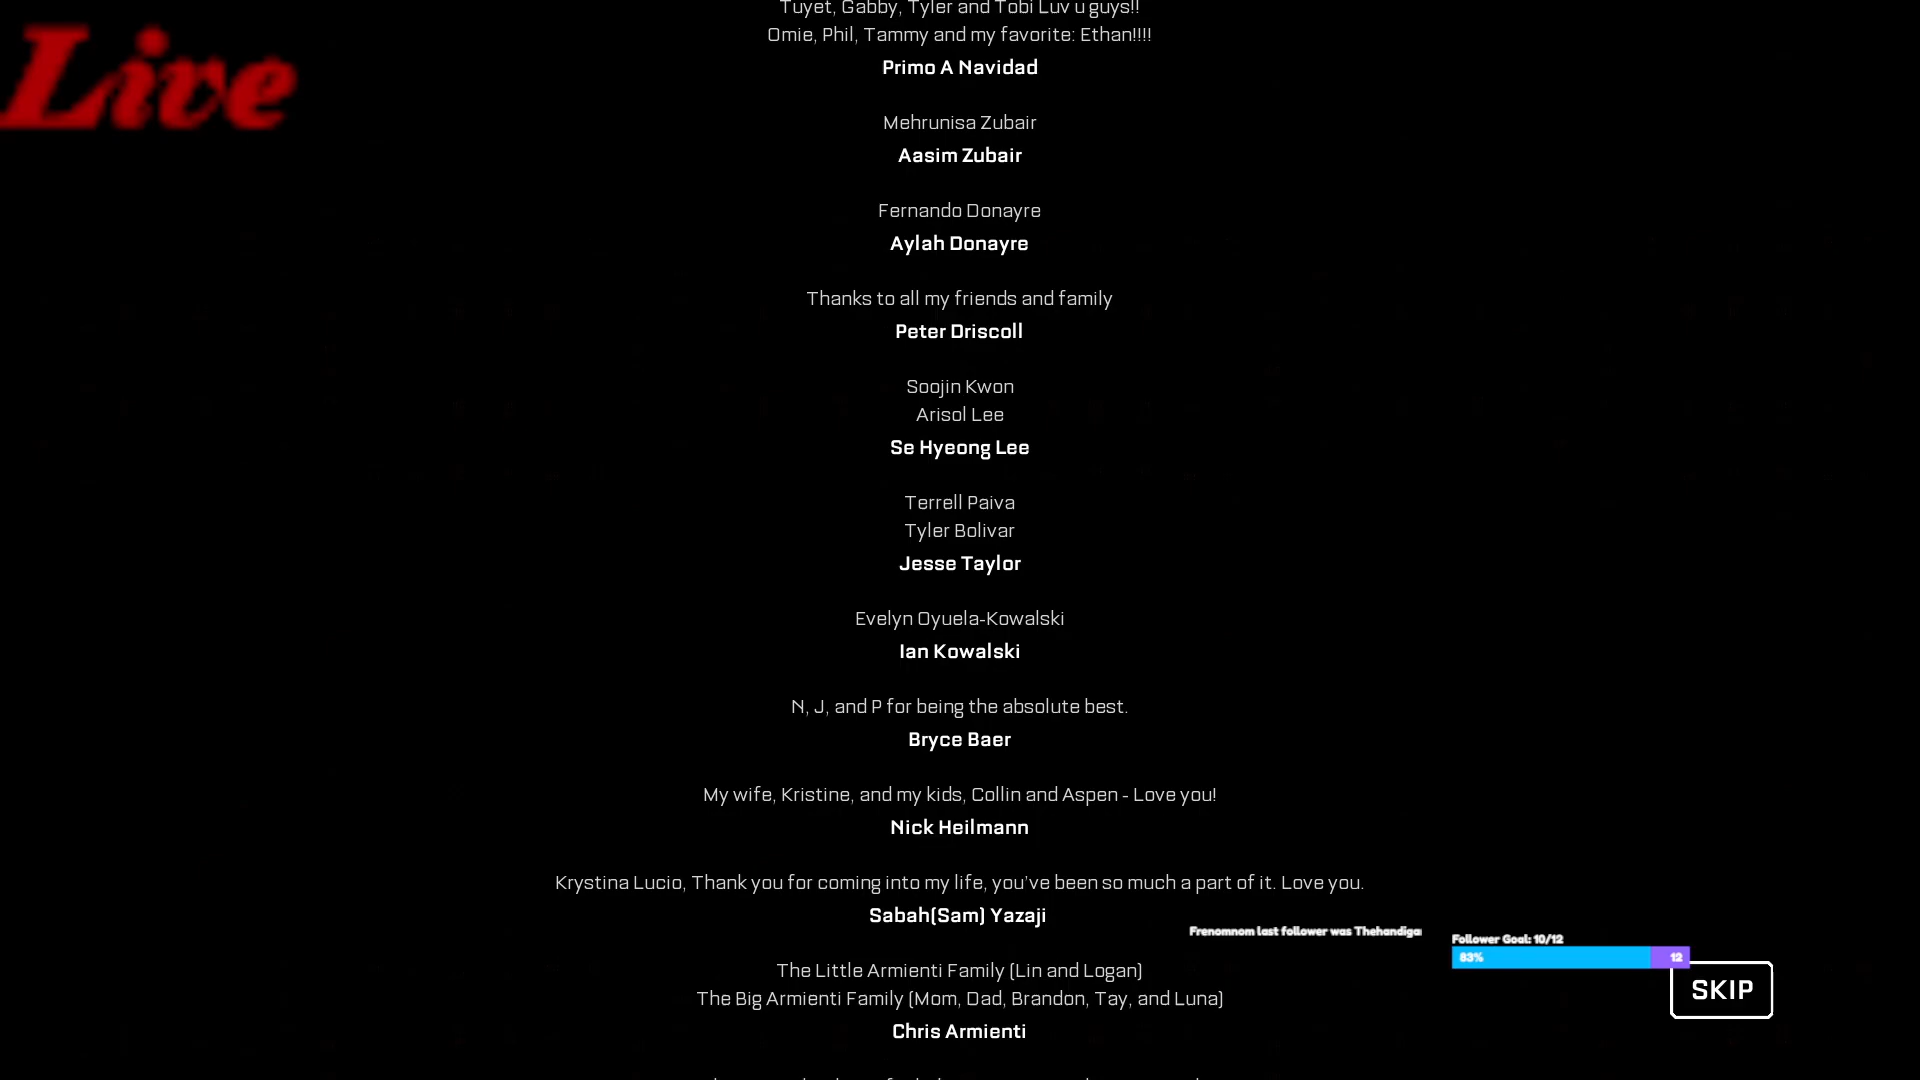 Tuyet, Gabby, Tyler and Tobi Luv u guys!!
Omie, Phil, Tammy and my favorite: Ethan!!!!
Primo A Navidad
Live
Mehrunisa Zubair
Aasim Zubair
Fernando Donayre
Aylah Donayre
Thanks to all my friends and family
Peter Driscoll
Soojin Kwon
Arisol Lee
Se Hyeong Lee
Terrell Paiva
Tyler Bolivar
Jesse Taylor
Evelyn Oyuela-Kowalski
Ian Kowalski
N, J, and P for being the absolute best.
Bryce Baer
My wife, Kristine, and my kids, Collin and Aspen - Love you!
Nick Heilmann
Krystina Lucio, Thank you for coming into my life, you've been so much a part of it. Love you.
Sabah(Sam) Yazaji
Frenomnom last follower was Thehandiga
Follower Goal: 10/12
83% 12
The Little Armienti Family (Lin and Logan)
The Big Armienti Family (Mom, Dad, Brandon, Tay, and Luna)
SKIP
Chris Armienti